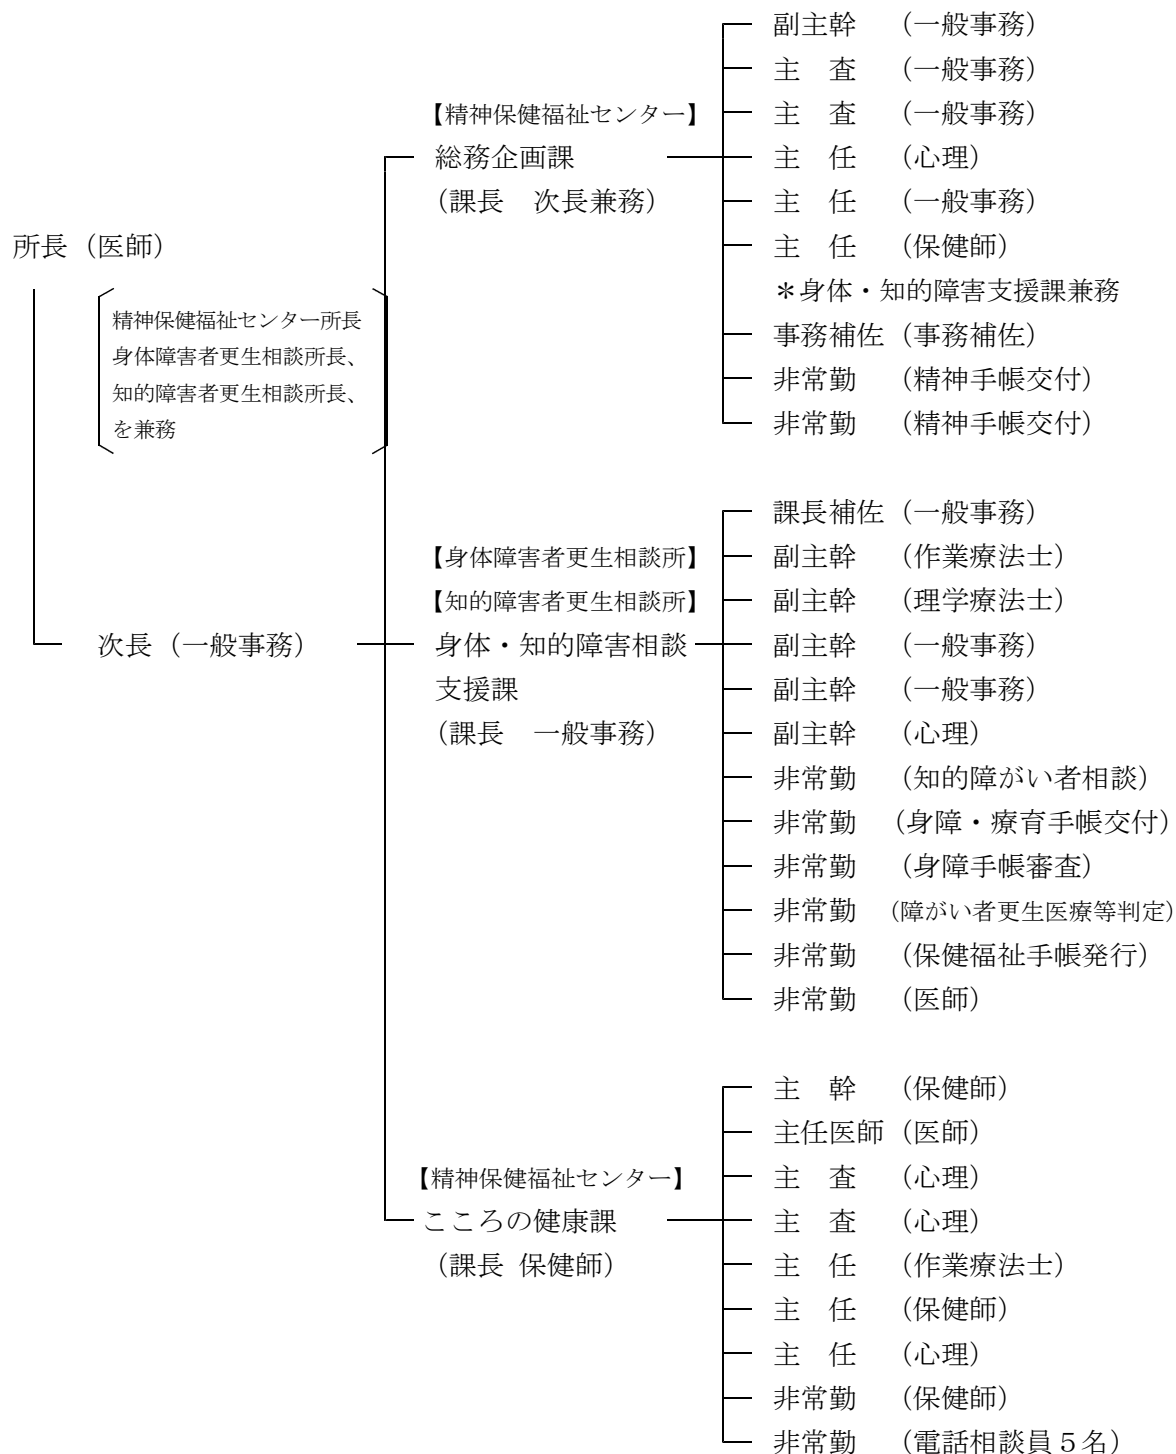 所長（医師）
精神保健福祉センター所長
身体障害者更生相談所長、
知的障害者更生相談所長、
を兼務
次長（一般事務）
【精神保健福祉センター】
総務企画課
（課長　次長兼務）
副主幹　（一般事務）
主　査　（一般事務）
主　査　（一般事務）
主　任　（心理）
主　任　（一般事務）
主　任　（保健師）
＊身体・知的障害支援課兼務
事務補佐（事務補佐）
非常勤　（精神手帳交付）
非常勤　（精神手帳交付）
【身体障害者更生相談所】
【知的障害者更生相談所】
身体・知的障害相談
支援課
（課長　一般事務）
課長補佐（一般事務）
副主幹　（作業療法士）
副主幹　（理学療法士）
副主幹　（一般事務）
副主幹　（一般事務）
副主幹　（心理）
非常勤　（知的障がい者相談）
非常勤　（身障・療育手帳交付）
非常勤　（身障手帳審査）
非常勤　（障がい者更生医療等判定）
非常勤　（保健福祉手帳発行）
非常勤　（医師）
【精神保健福祉センター】
こころの健康課
（課長 保健師）
主　幹　（保健師）
主任医師（医師）
主　査　（心理）
主　査　（心理）
主　任　（作業療法士）
主　任　（保健師）
主　任　（心理）
非常勤　（保健師）
非常勤　（電話相談員５名）